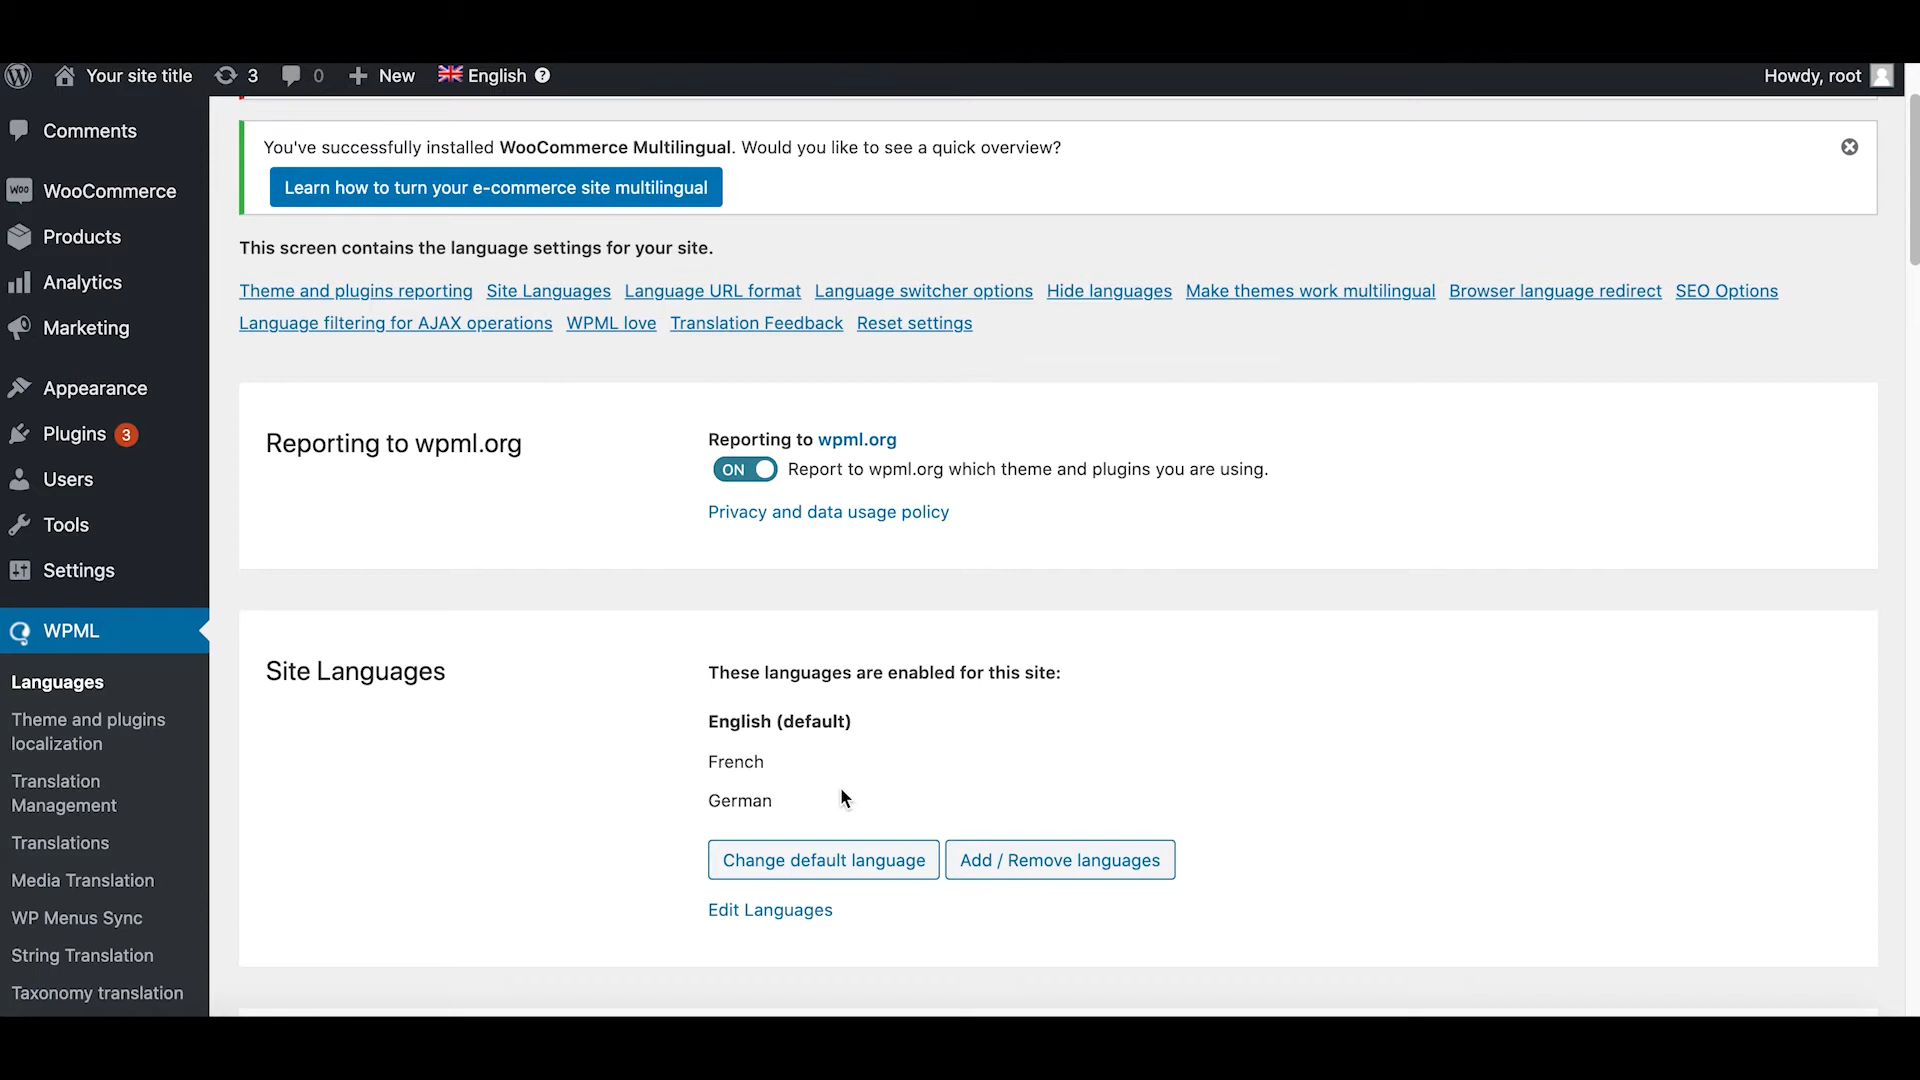 Your site title 3 0 New English ? Howdy, root
Comments
WooCommerce
Products
Analytics
Marketing
Appearance
Plugins 3
Users
Tools
Settings
WPML
Languages
Theme and plugins
localization
Translation
Management
Translations
Media Translation
WP Menus Sync
String Translation
Taxonomy translation
You've successfully installed WooCommerce Multilingual. Would you like to see a quick overview?
Learn how to turn your e-commerce site multilingual
This screen contains the language settings for your site.
Theme and plugins reporting Site Languages Language URL format Language switcher options Hide languages Make themes work multilingual Browser language redirect SEO Options
Language filtering for AJAX operations WPML love Translation Feedback Reset settings
Reporting to wpml.org
Reporting to wpml.org
ON Report to wpml.org which theme and plugins you are using.
Privacy and data usage policy
Site Languages
These languages are enabled for this site:
English (default)
French
German
Change default language Add / Remove languages
Edit Languages